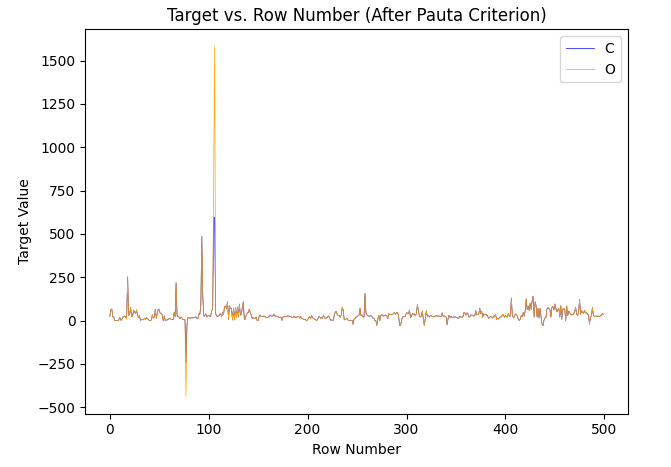 Target vs. Row Number (After Pauta Criterion)
C
O
1500
1250
1000
750
500
250
0
−250
−500
Target Value
0 100 200 300 400 500
Row Number